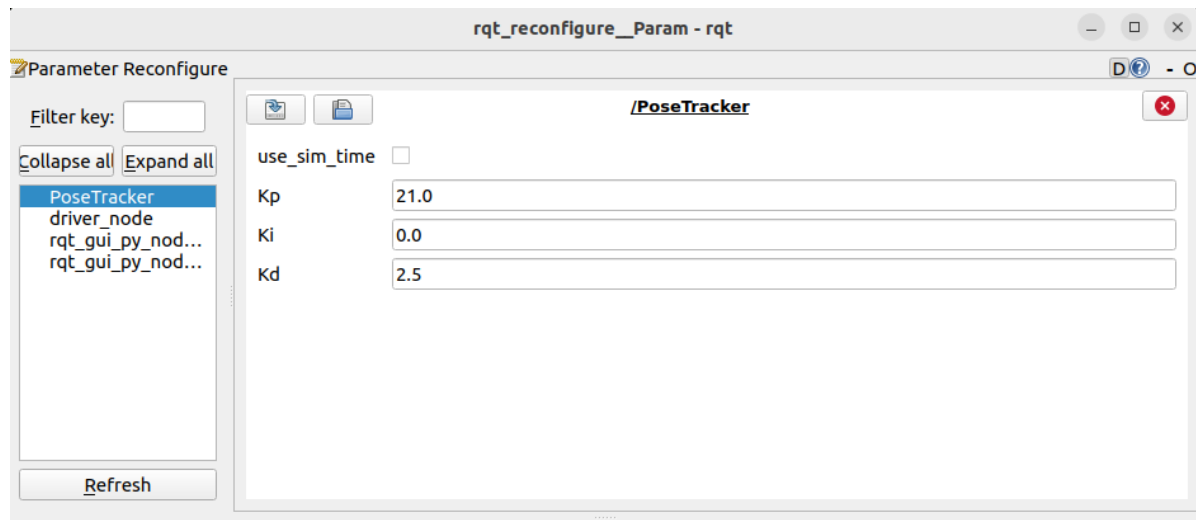 rqt_reconfigure__Param - rqt
Parameter Reconfigure
D - O
Filter key:
Collapse all Expand all
PoseTracker
driver_node
rqt_gui_py_nod...
rqt_gui_py_nod...
Refresh
/PoseTracker
use_sim_time
Kp 21.0
Ki 0.0
Kd 2.5